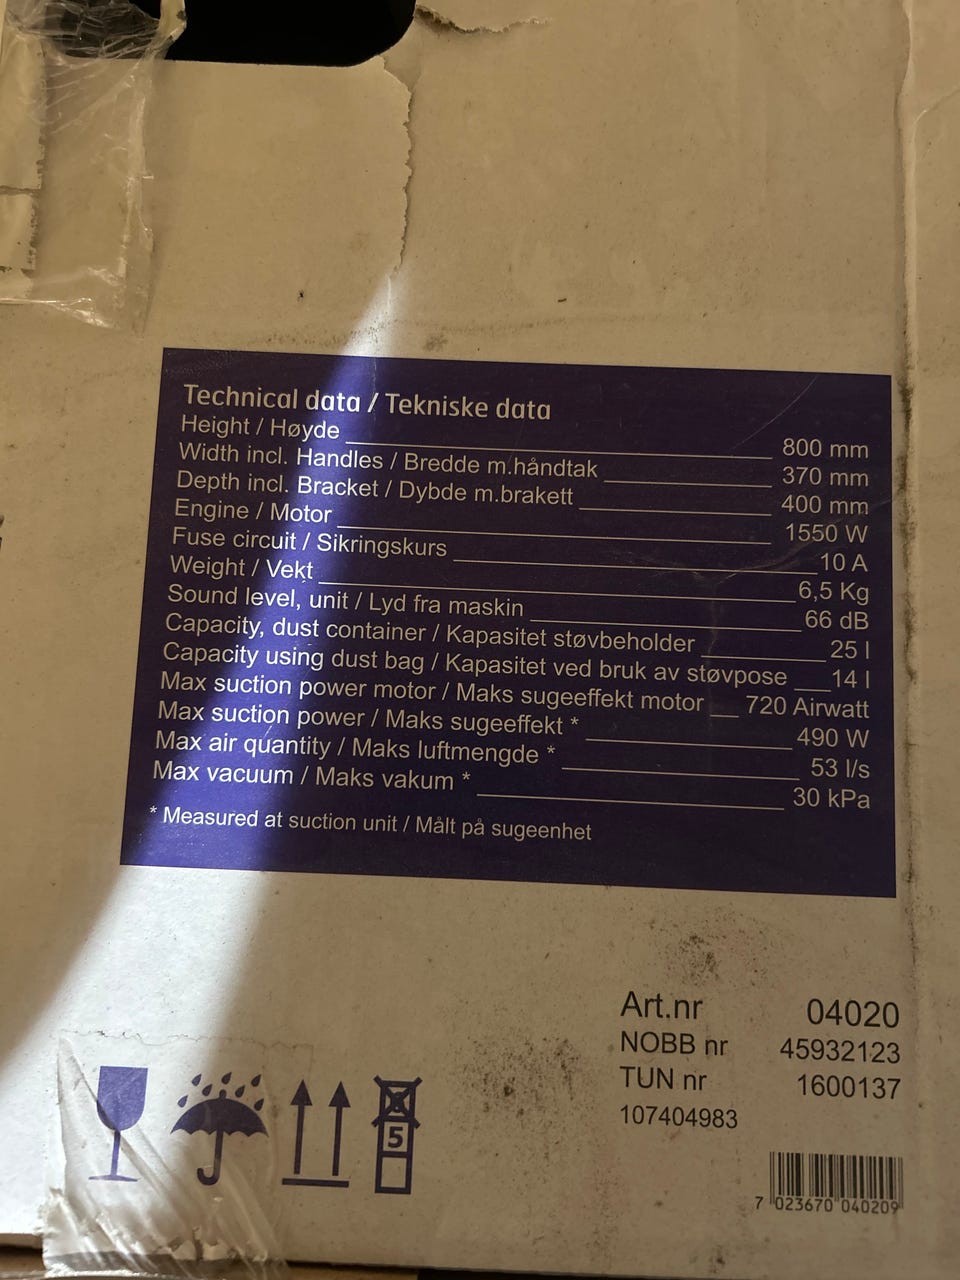 Technical data / Tekniske data
Height / Høyde 800 mm
Width incl. Handles / Bredde m.håndtak 370 mm
Depth incl. Bracket / Dybde m.brakett 400 mm
Engine / Motor 1550 W
Fuse circuit / Sikringskurs 10 A
Weight / Vekt 6,5 Kg
Sound level, unit / Lyd fra maskin 66 dB
Capacity, dust container / Kapasitet støvbeholder 25 l
Capacity using dust bag / Kapasitet ved bruk av støvpose 14 l
Max suction power motor / Maks sugeeffekt motor 720 Airwatt
Max suction power / Maks sugeeffekt * 490 W
Max air quantity / Maks luftmengde * 53 l/s
Max vacuum / Maks vakum * 30 kPa
* Measured at suction unit / Målt på sugeenhet
Art.nr 04020
NOBB nr 45932123
TUN nr 1600137
107404983
5
7 023670 040209